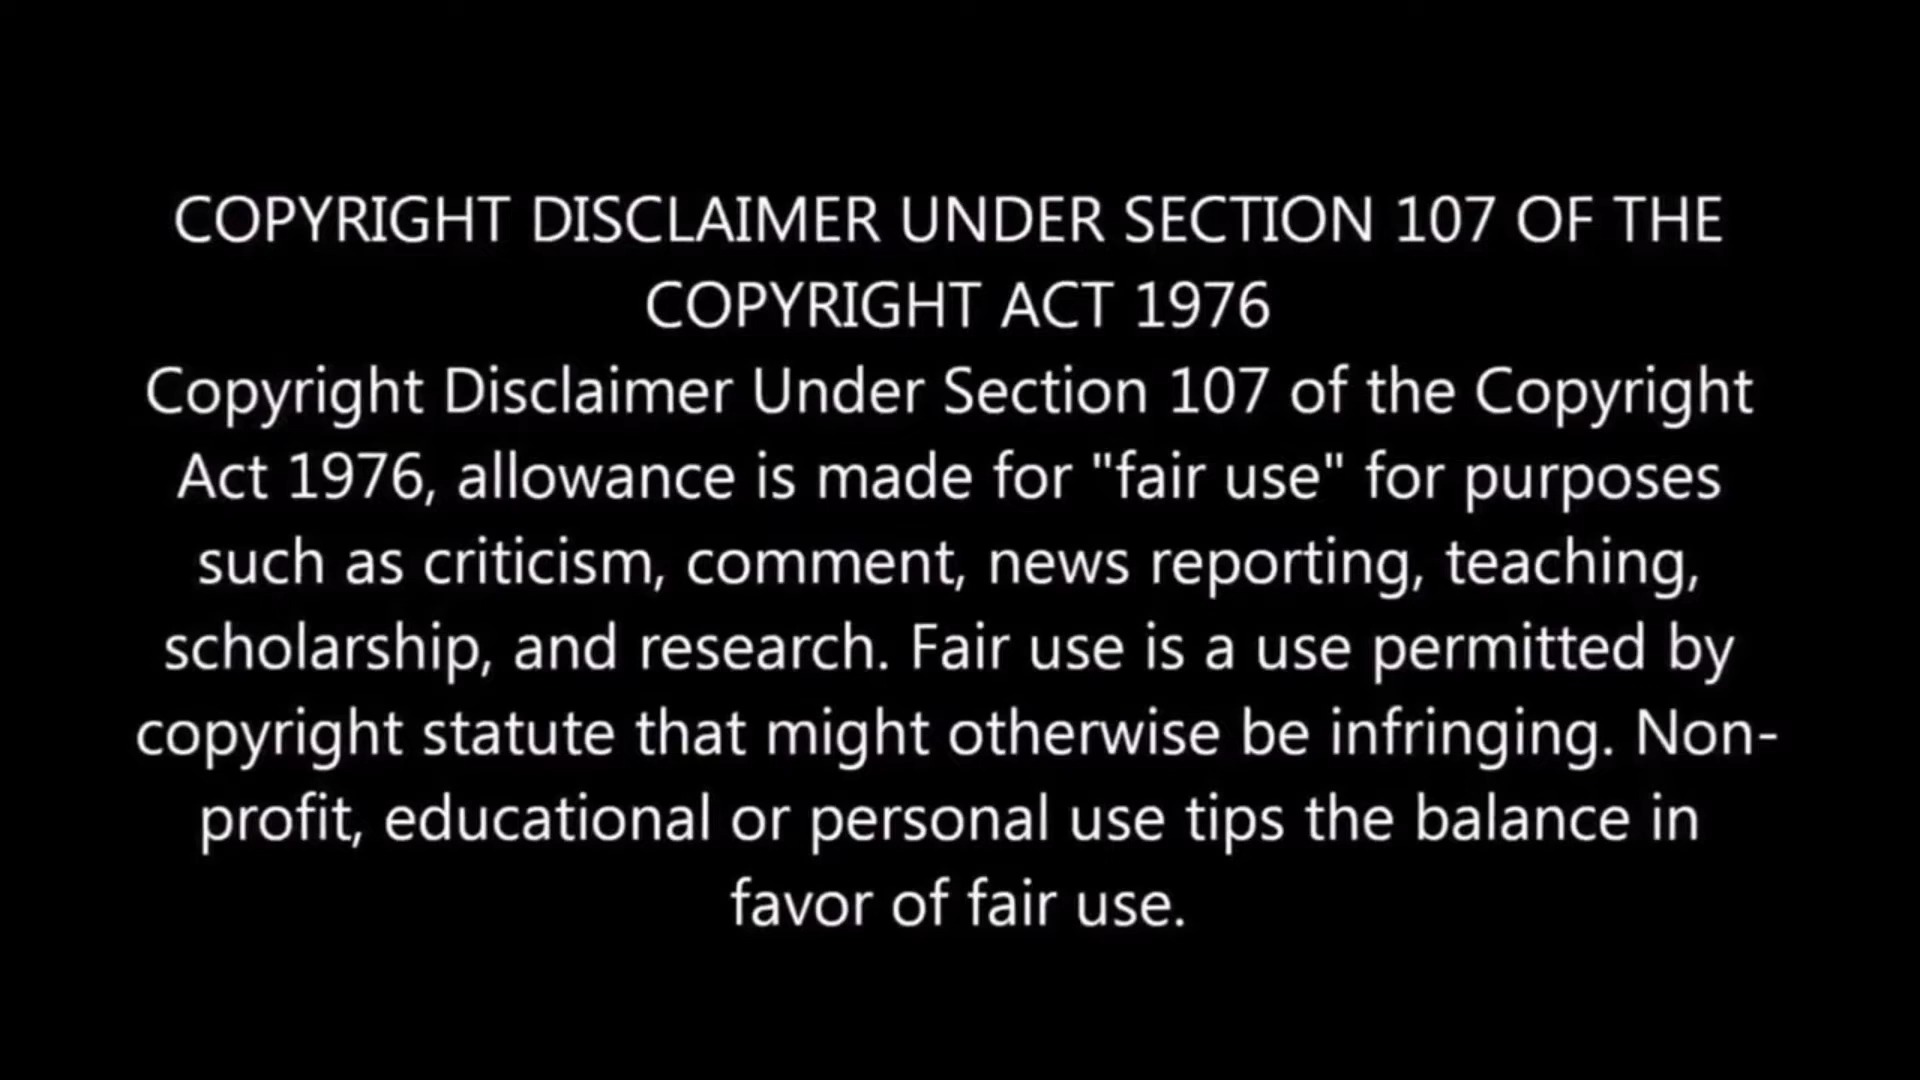 COPYRIGHT DISCLAIMER UNDER SECTION 107 OF THE
COPYRIGHT ACT 1976
Copyright Disclaimer Under Section 107 of the Copyright
Act 1976, allowance is made for "fair use" for purposes
such as criticism, comment, news reporting, teaching,
scholarship, and research. Fair use is a use permitted by
copyright statute that might otherwise be infringing. Non-
profit, educational or personal use tips the balance in
favor of fair use.